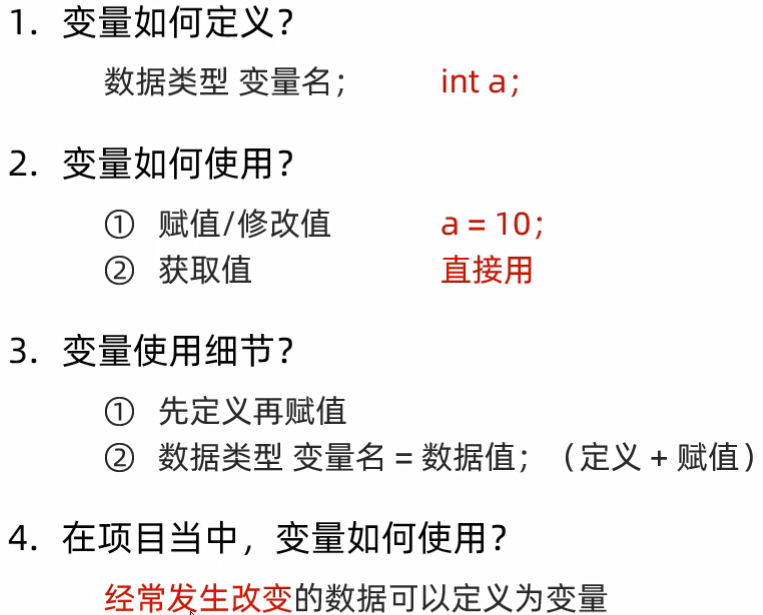 1. 变量如何定义？
数据类型 变量名； int a；
2. 变量如何使用？
① 赋值/修改值 a = 10；
② 获取值 直接用
3. 变量使用细节？
① 先定义再赋值
② 数据类型 变量名 = 数据值；（定义 + 赋值）
4. 在项目当中，变量如何使用？
经常发生改变的数据可以定义为变量